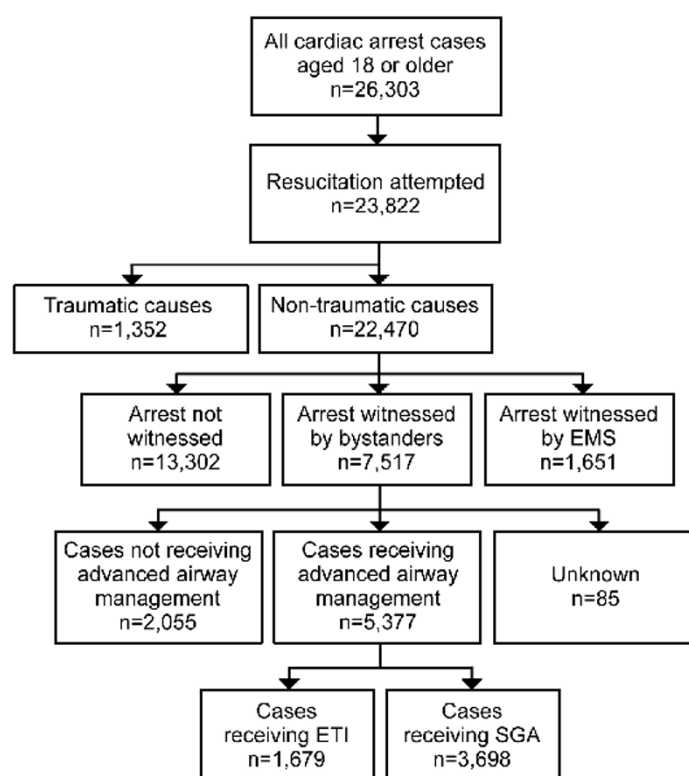 All cardiac arrest cases
aged 18 or older
n=26,303
Resucitation attempted
n=23,822
Traumatic causes
n=1,352
Non-traumatic causes
n=22,470
Arrest not
witnessed
n=13,302
Arrest witnessed
by bystanders
n=7,517
Arrest witnessed
by EMS
n=1,651
Cases not receiving
advanced airway
management
n=2,055
Cases receiving
advanced airway
management
n=5,377
Unknown
n=85
Cases
receiving ETI
n=1,679
Cases
receiving SGA
n=3,698